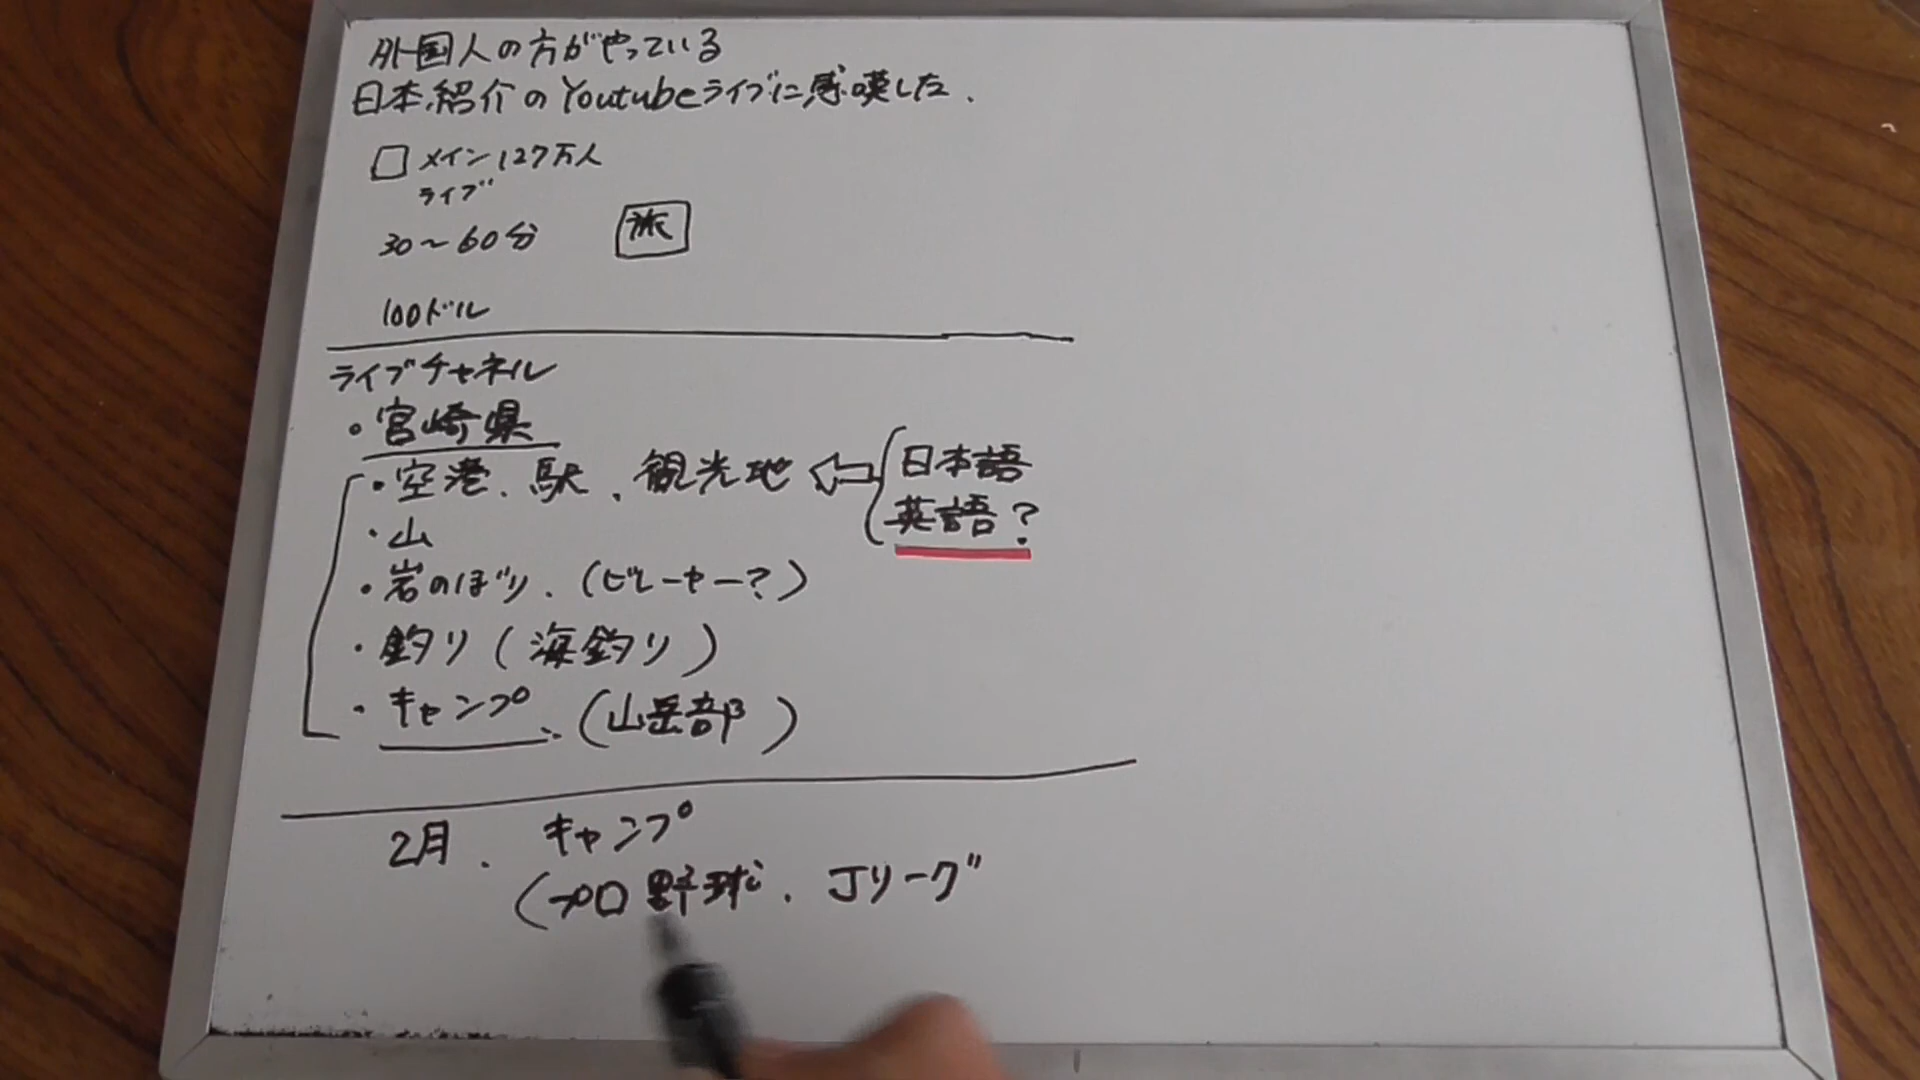 外国人の方がやっている
日本紹介のYoutubeライブに感嘆した.
メイン127万人
ライブ
30〜60分
旅
100ドル
ライブチャネル
・宮崎県
・空港、駅、観光地 ⇦ 日本語
英語?
・山
・岩のぼり.(ビレーヤー?)
・釣り(海釣り)
・キャンプ.(山岳部)
2月. キャンプ
(プロ野球.Jリーグ